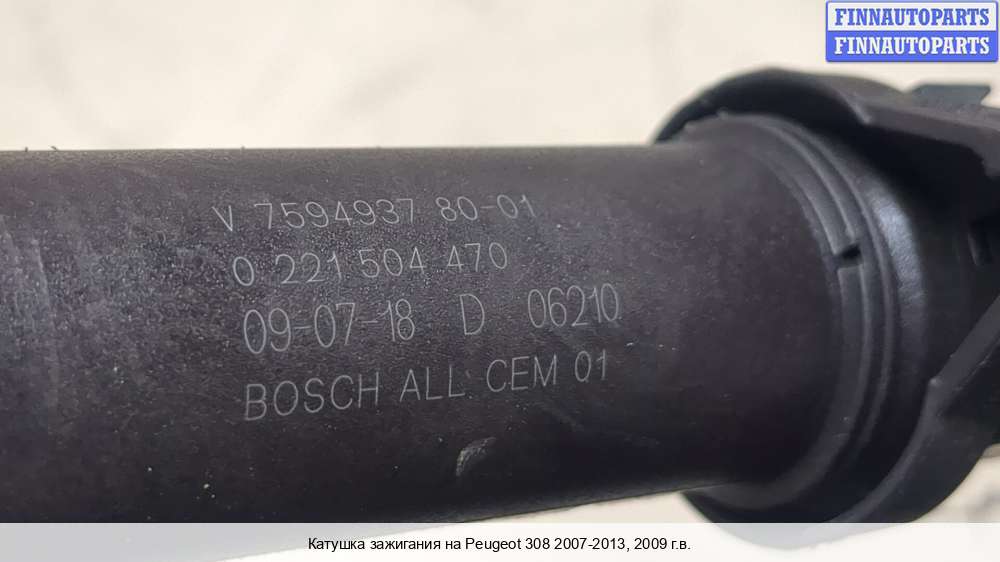 FINNAUTOPARTS
FINNAUTOPARTS
V 7594937 80-01
0 221 504 470
09-07-18 D 06210
BOSCH ALL CEM 01
Катушка зажигания на Peugeot 308 2007-2013, 2009 г.в.